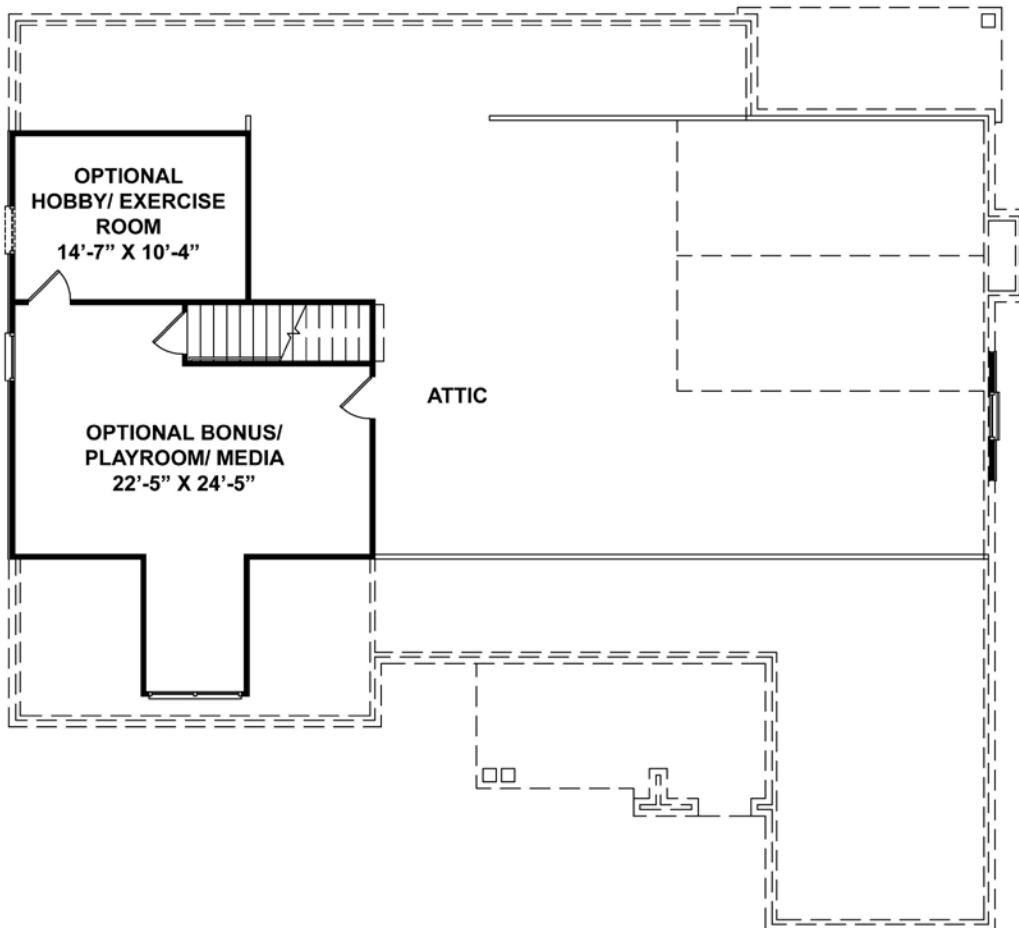 OPTIONAL
HOBBY/ EXERCISE
ROOM
14’-7” X 10’-4”
ATTIC
OPTIONAL BONUS/
PLAYROOM/ MEDIA
22’-5” X 24’-5”